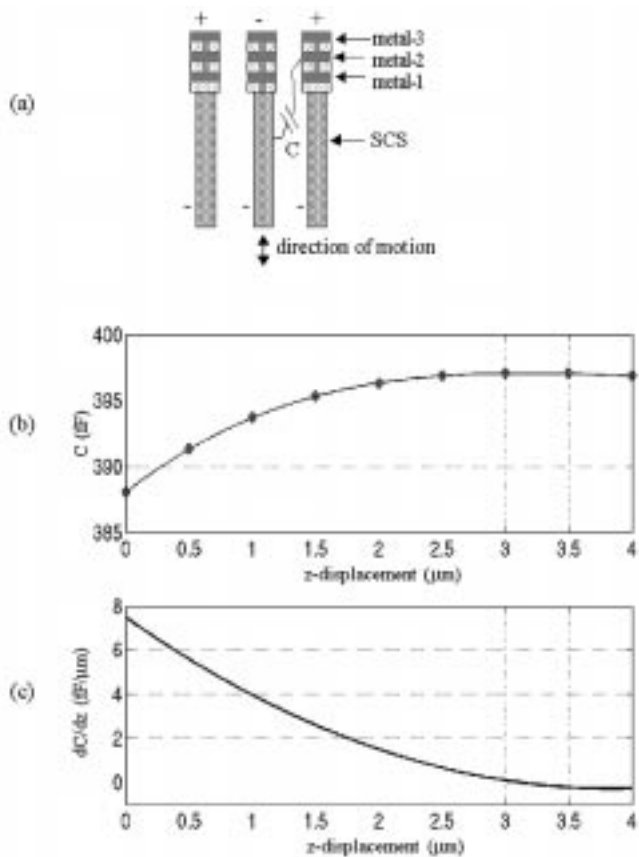 + - +
metal-3
metal-2
metal-1
(a)
C
SCS
- - -
direction of motion
(b)
C (fF)
400
395
390
385
0 0.5 1 1.5 2 2.5 3 3.5 4
z-displacement (μm)
(c)
dC/dz (fF/μm)
8
6
4
2
0
0 0.5 1 1.5 2 2.5 3 3.5 4
z-displacement (μm)